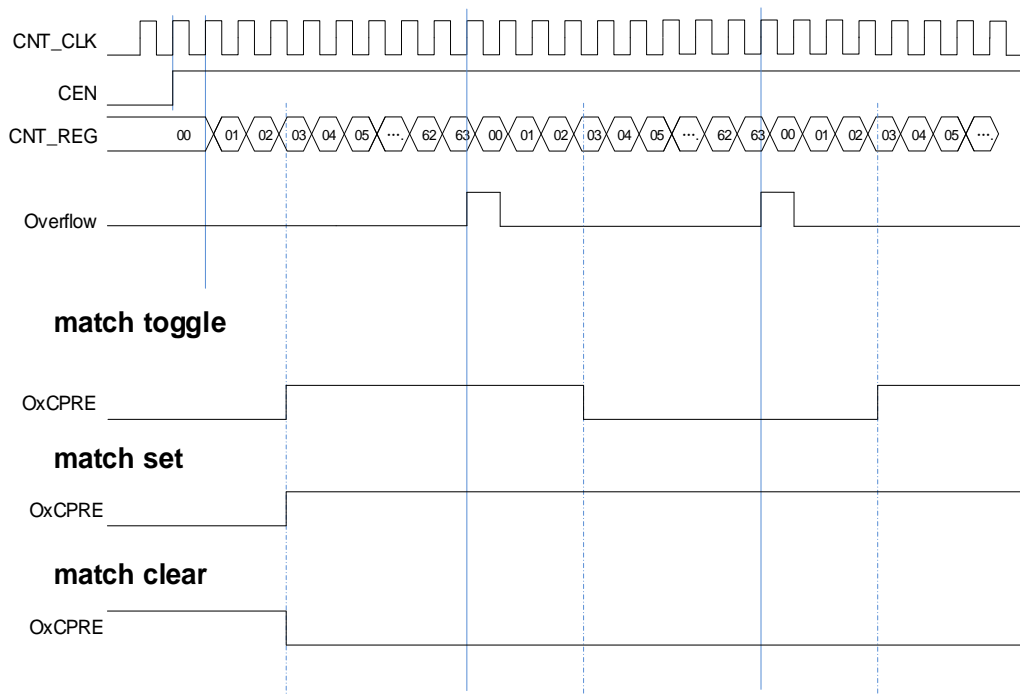 CNT_CLK
CEN
CNT_REG 00 01 02 03 04 05 …. 62 63 00 01 02 03 04 05 …. 62 63 00 01 02 03 04 05 ….
Overflow
match toggle
OxCPRE
match set
OxCPRE
match clear
OxCPRE